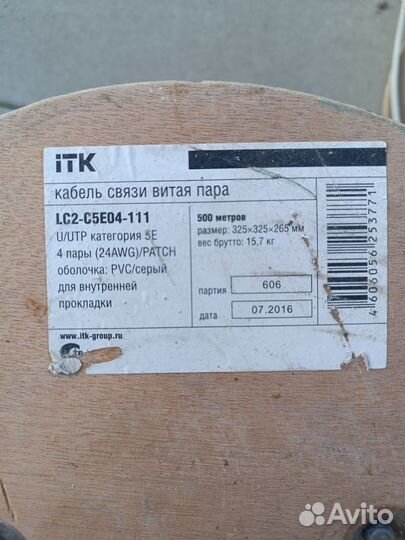 iTK
кабель связи витая пара
LC2-C5E04-111
U/UTP категория 5E
4 пары (24AWG)/PATCH
оболочка: PVC/серый
для внутренней
прокладки
www.itk-group.ru
500 метров
размер: 325×325×265 мм
вес брутто: 15,7 кг
партия 606
дата 07.2016
4606056253771
Avito